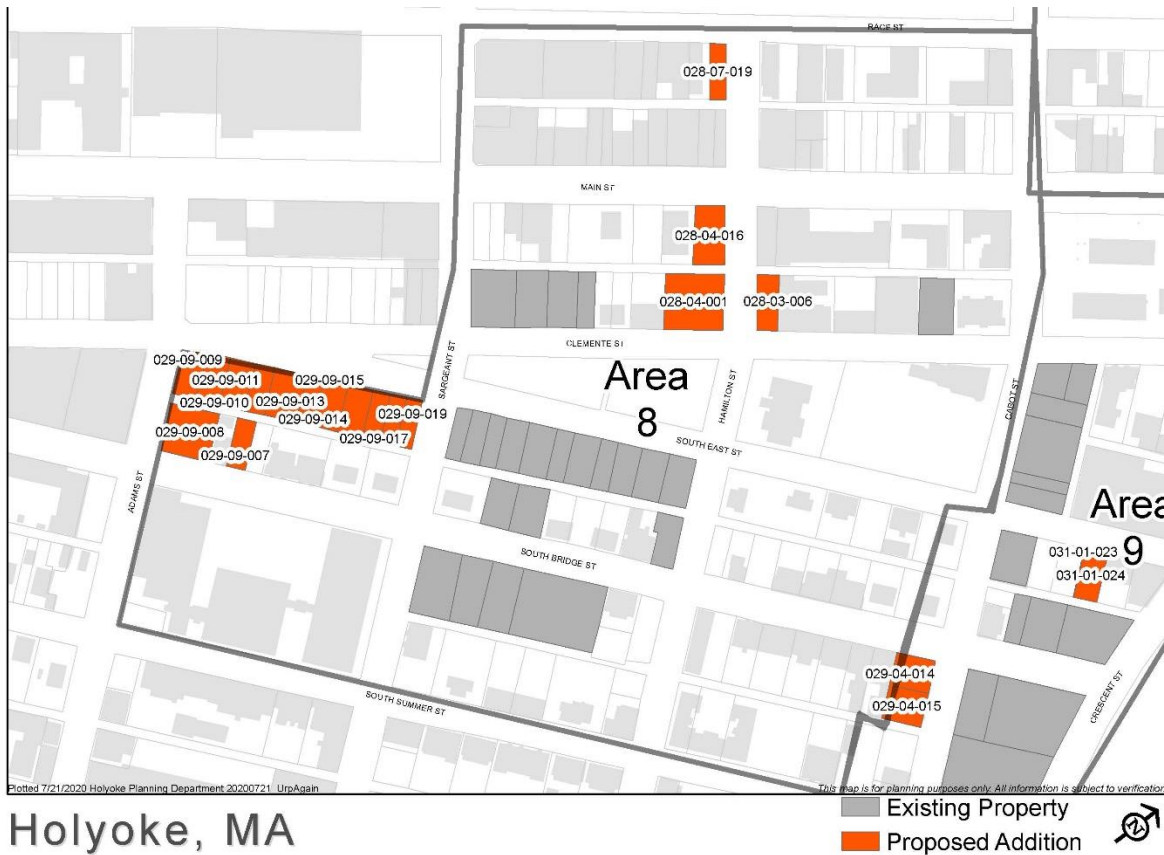 RACE ST
028-07-019
MAIN ST
028-04-016
028-04-001
028-03-006
CLEMENTE ST
SARGEANT ST
HAMILTON ST
CABOT ST
Area
8
029-09-009
029-09-011
029-09-015
029-09-010
029-09-013
029-09-019
029-09-014
029-09-008
029-09-017
029-09-007
SOUTH EAST ST
ADAMS ST
Area
9
SOUTH BRIDGE ST
031-01-023
031-01-024
029-04-014
029-04-015
SOUTH SUMMER ST
CRESCENT ST
Plotted 7/21/2020 Holyoke Planning Department 20200721_UrpAgain
This map is for planning purposes only. All information is subject to verification
Holyoke, MA
Existing Property
Proposed Addition
N